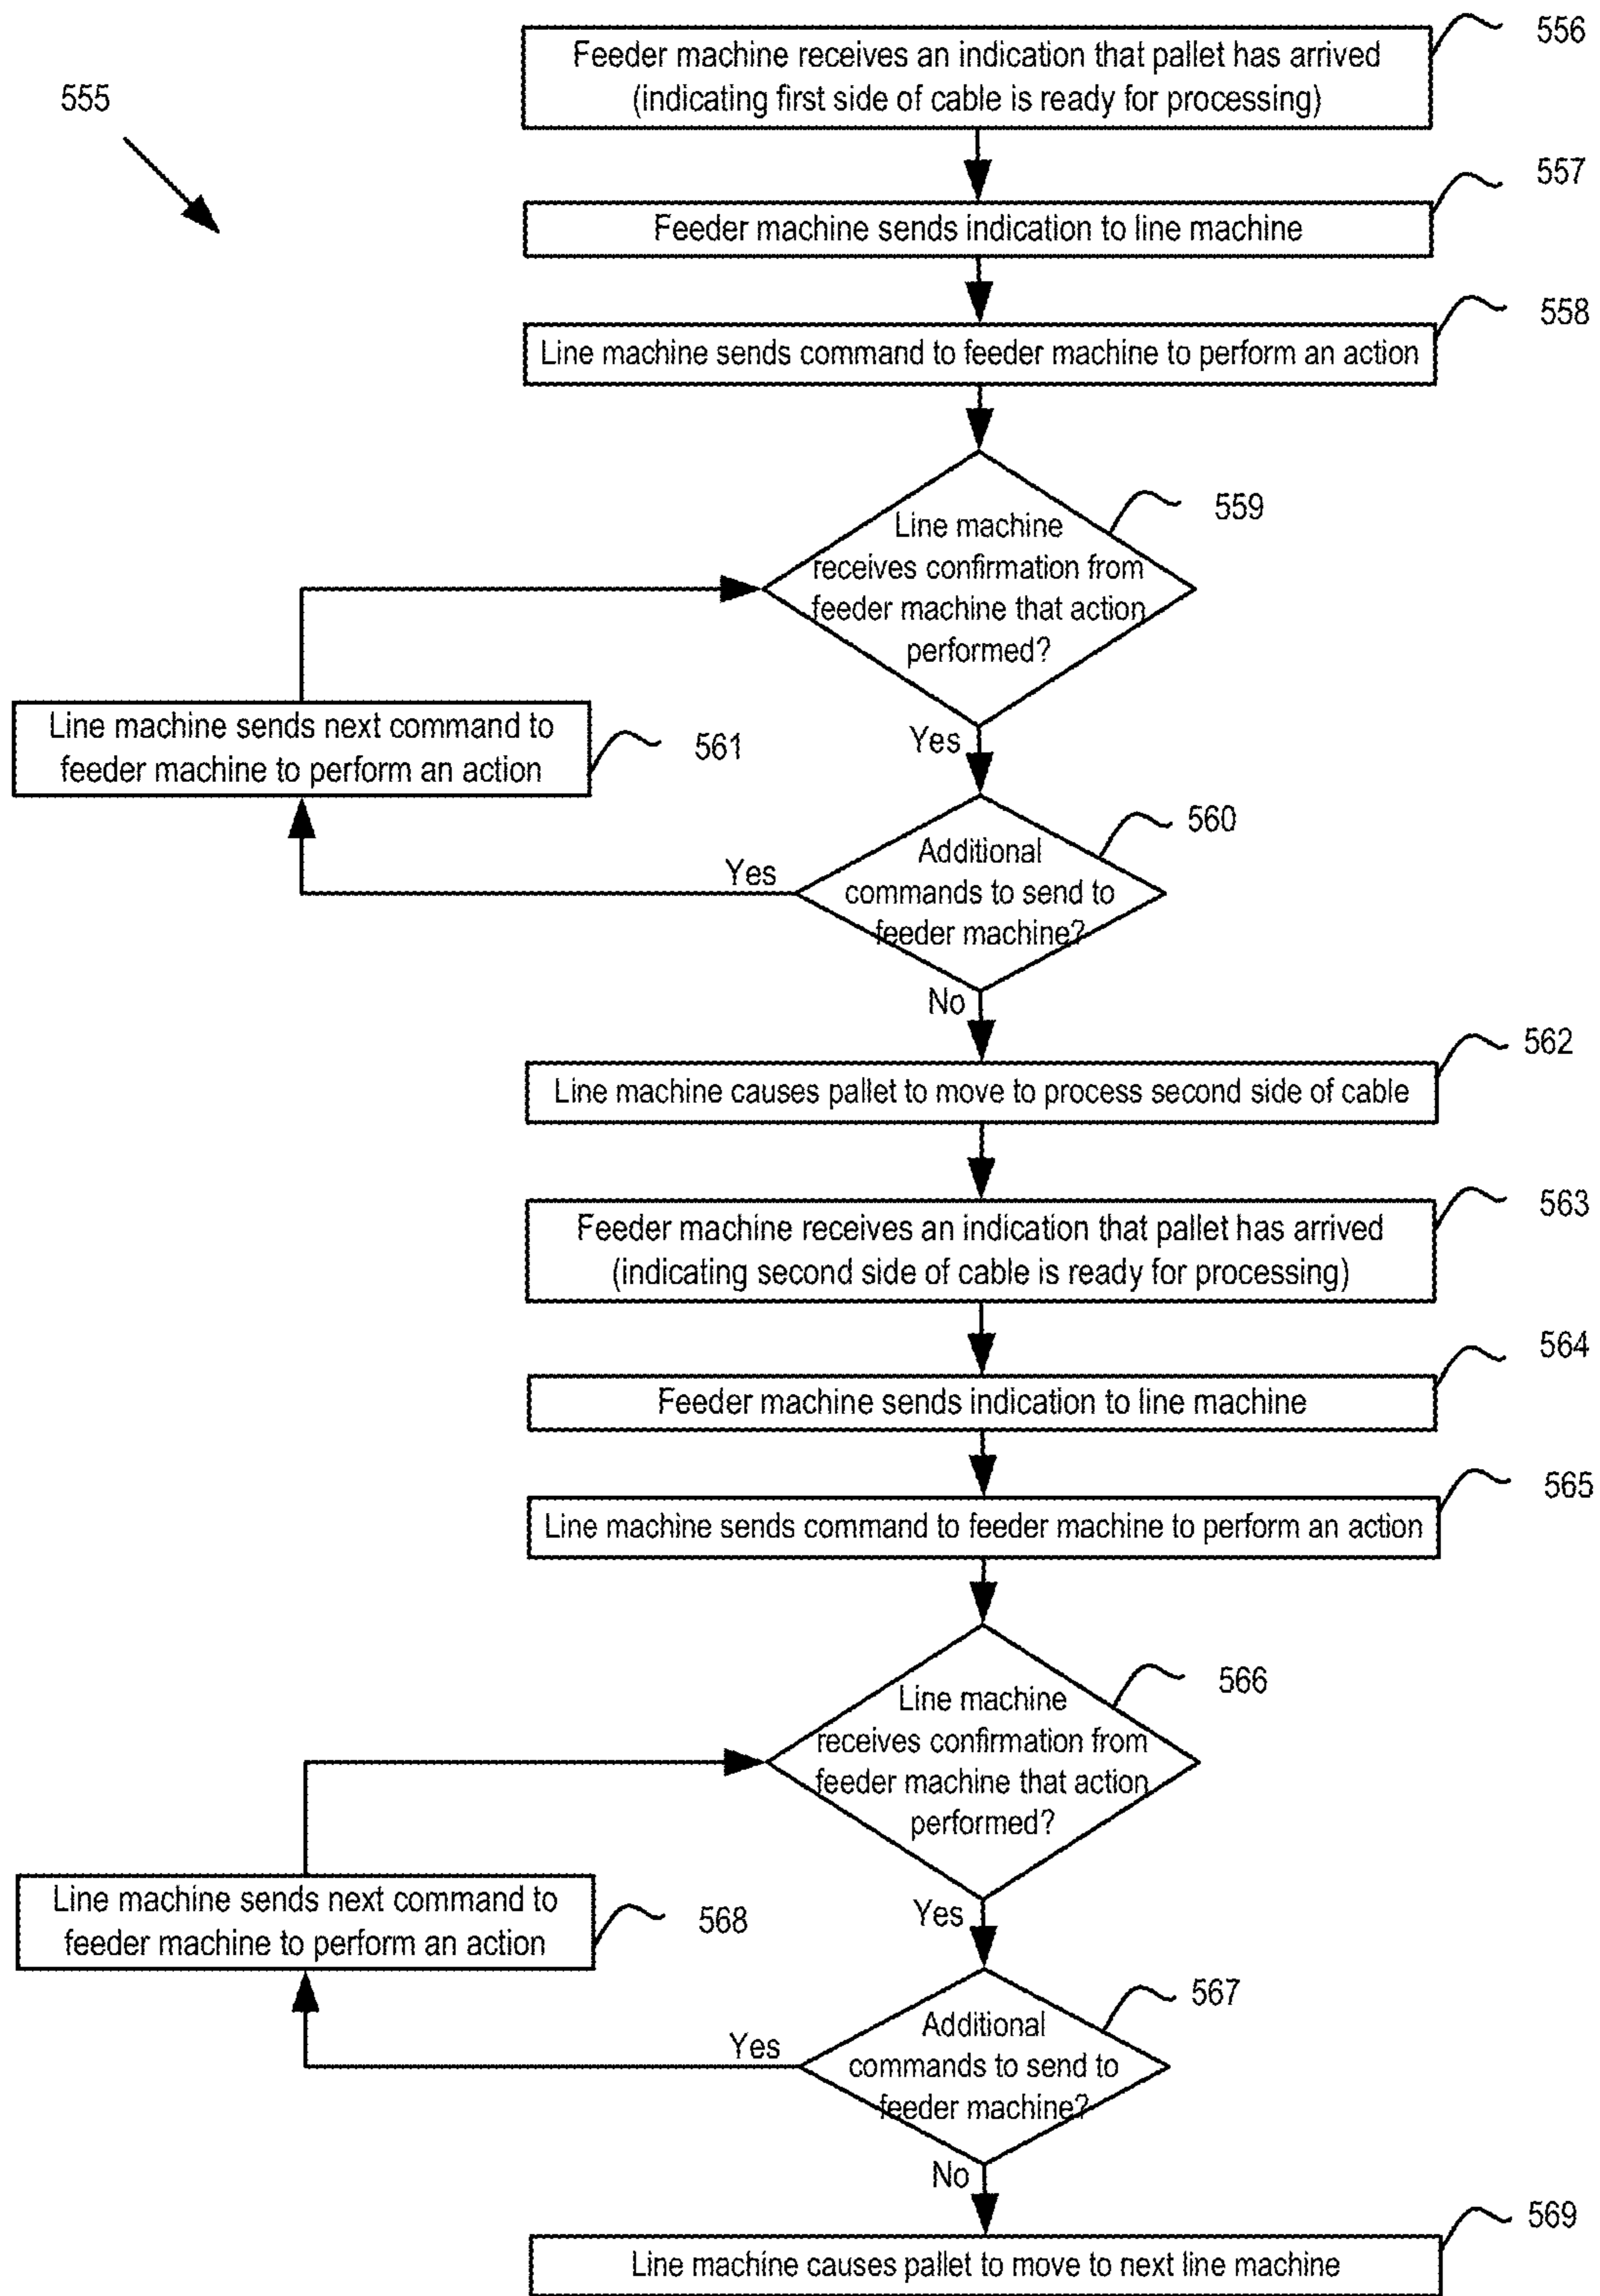 556
Feeder machine receives an indication that pallet has arrived
(indicating first side of cable is ready for processing)
555
557
Feeder machine sends indication to line machine
558
Line machine sends command to feeder machine to perform an action
559
Line machine
receives confirmation from
feeder machine that action
performed?
Line machine sends next command to
feeder machine to perform an action
561
Yes
560
Additional
commands to send to
feeder machine?
Yes
No
562
Line machine causes pallet to move to process second side of cable
563
Feeder machine receives an indication that pallet has arrived
(indicating second side of cable is ready for processing)
564
Feeder machine sends indication to line machine
565
Line machine sends command to feeder machine to perform an action
566
Line machine
receives confirmation from
feeder machine that action
performed?
Line machine sends next command to
feeder machine to perform an action
568
Yes
567
Additional
commands to send to
feeder machine?
Yes
No
569
Line machine causes pallet to move to next line machine